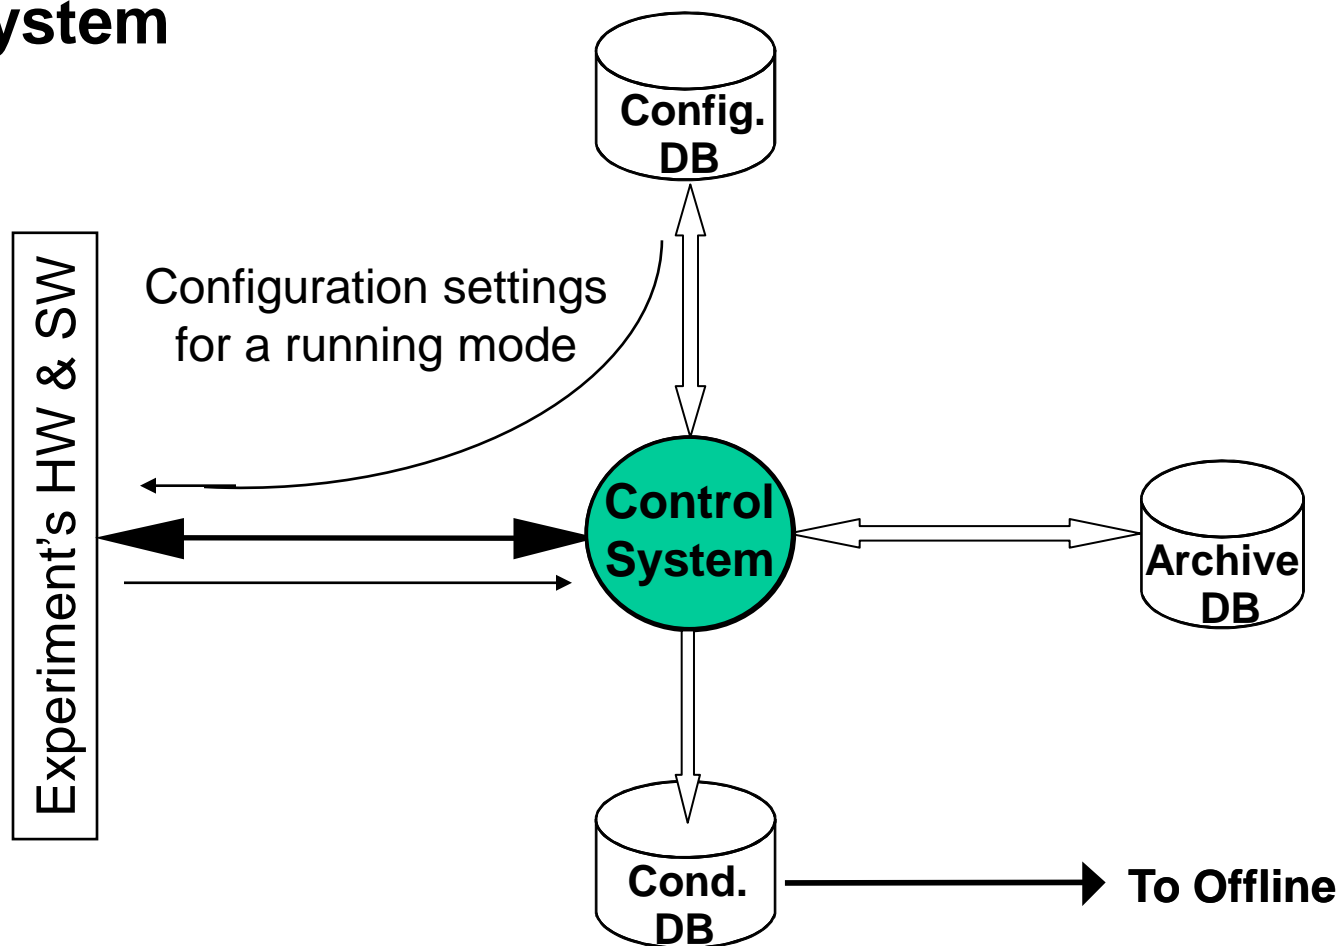 ystem
Config.
DB
Configuration settings
for a running mode
Experiment's HW & SW
Control
System
Archive
DB
Cond.
DB
To Offline